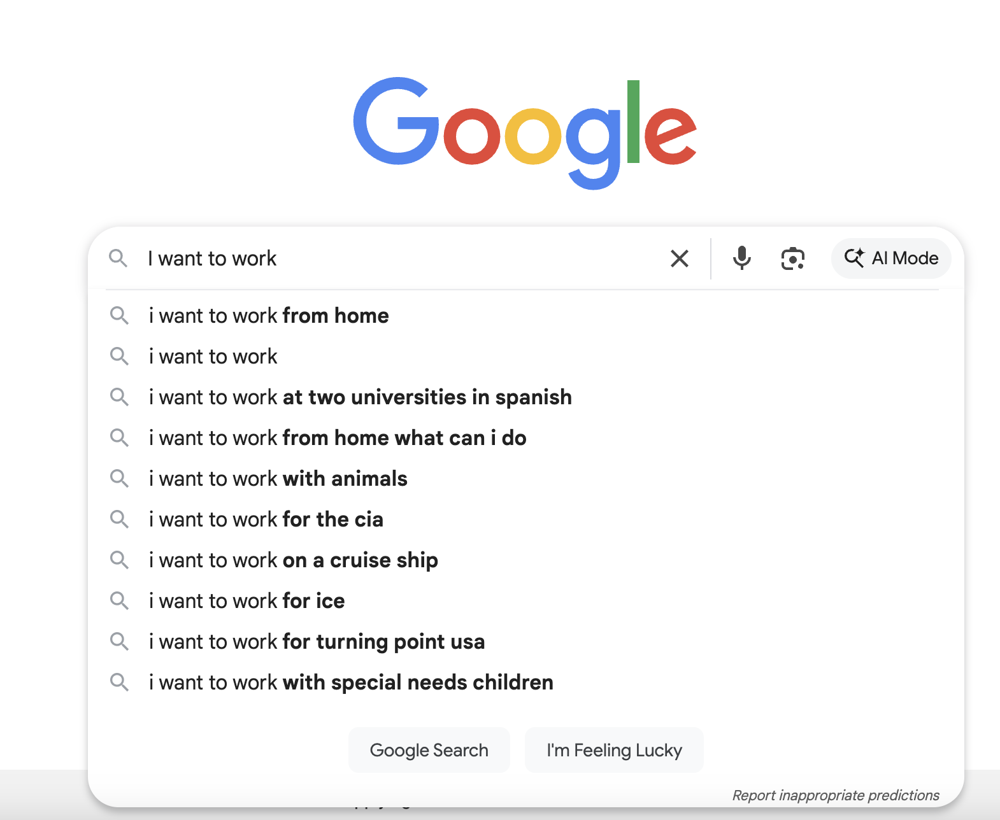 Google
I want to work
AI Mode
i want to work from home
i want to work
i want to work at two universities in spanish
i want to work from home what can i do
i want to work with animals
i want to work for the cia
i want to work on a cruise ship
i want to work for ice
i want to work for turning point usa
i want to work with special needs children
Google Search
I'm Feeling Lucky
Report inappropriate predictions